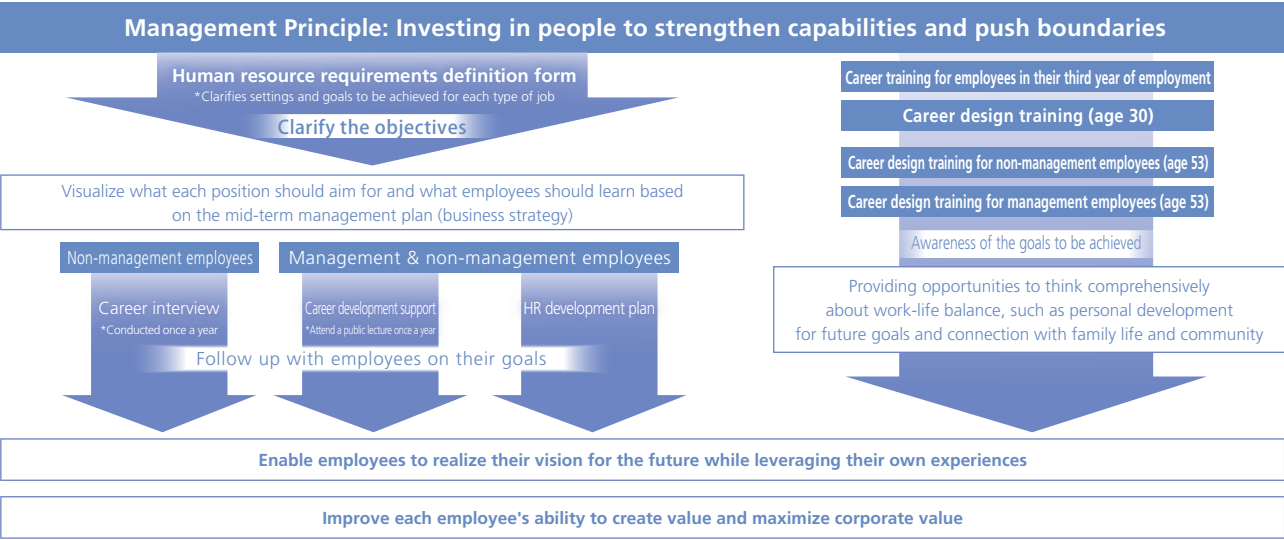 Management Principle: Investing in people to strengthen capabilities and push boundaries
Human resource requirements definition form
*Clarifies settings and goals to be achieved for each type of job
Clarify the objectives
Visualize what each position should aim for and what employees should learn based
on the mid-term management plan (business strategy)
Non-management employees
Management & non-management employees
Career interview
*Conducted once a year
Career development support
*Attend a public lecture once a year
HR development plan
Follow up with employees on their goals
Career training for employees in their third year of employment
Career design training (age 30)
Career design training for non-management employees (age 53)
Career design training for management employees (age 53)
Awareness of the goals to be achieved
Providing opportunities to think comprehensively
about work-life balance, such as personal development
for future goals and connection with family life and community
Enable employees to realize their vision for the future while leveraging their own experiences
Improve each employee's ability to create value and maximize corporate value